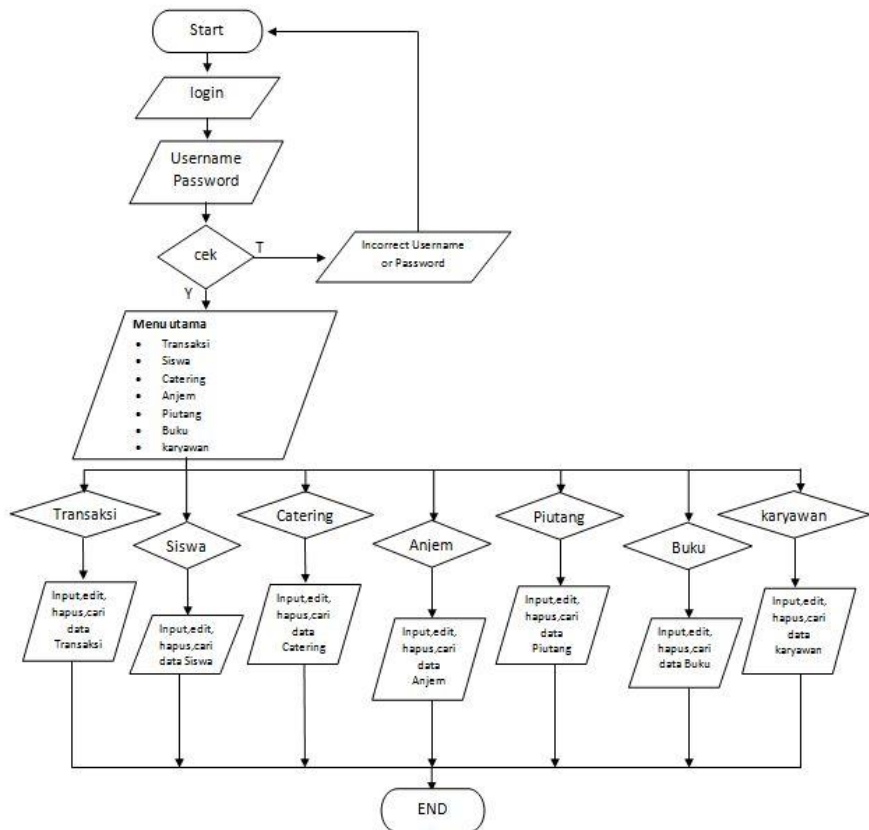 Start
login
Username
Password
cek
T
Incorrect Username
or Password
Y
Menu utama
• Transaksi
• Siswa
• Catering
• Anjem
• Piutang
• Buku
• karyawan
Transaksi
Siswa
Catering
Anjem
Piutang
Buku
karyawan
Input,edit,
hapus,cari
data
Transaksi
Input,edit,
hapus,cari
data Siswa
Input,edit,
hapus,cari
data
Catering
Input,edit,
hapus,cari
data
Anjem
Input,edit,
hapus,cari
data
Piutang
Input,edit,
hapus,cari
data Buku
Input,edit,
hapus,cari
data
karyawan
END